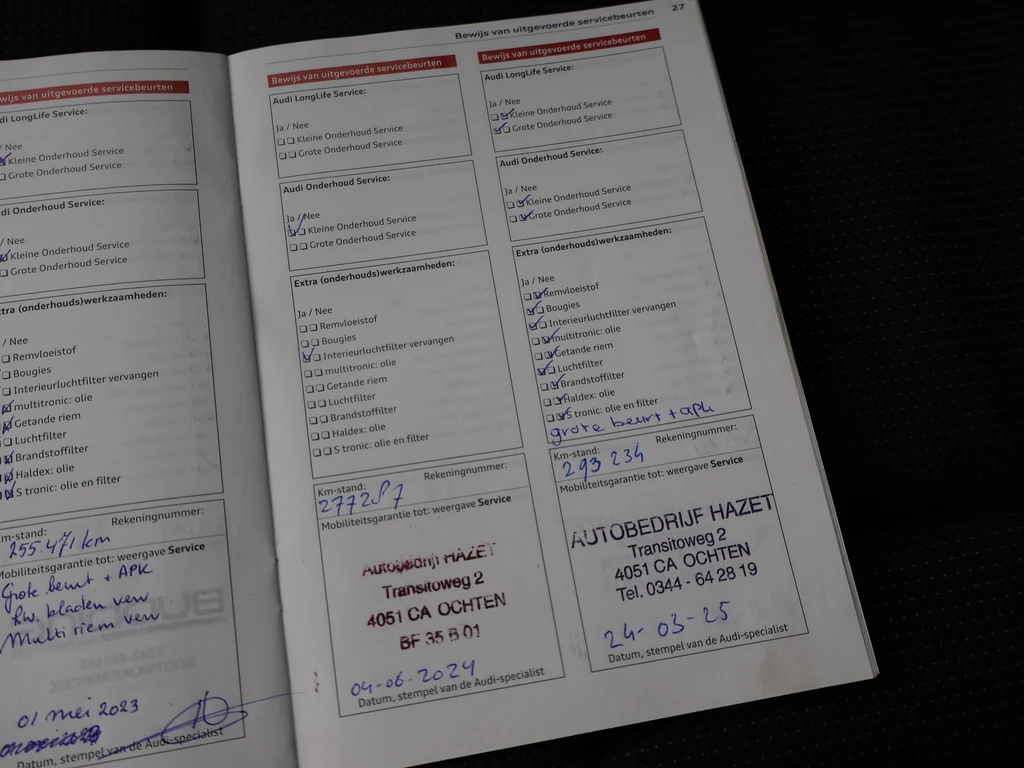 Bewijs van uitgevoerde servicebeurten 27
wijs van uitgevoerde servicebeurten
di LongLife Service:
/ Nee
Kleine Onderhoud Service
Grote Onderhoud Service
di Onderhoud Service:
/ Nee
Kleine Onderhoud Service
Grote Onderhoud Service
tra (onderhouds)werkzaamheden:
/ Nee
Remvloeistof
Bougies
Interieurluchtfilter vervangen
multitronic: olie
Getande riem
Luchtfilter
Brandstoffilter
Haldex: olie
S tronic: olie en filter
m-stand: Rekeningnummer:
255.471 km
Mobiliteitsgarantie tot: weergave Service
Grote beurt + APK
Rw. bladen verv
Multi riem verv
01 mei 2023
Datum, stempel van de Audi-specialist
Bewijs van uitgevoerde servicebeurten
Audi LongLife Service:
Ja / Nee
Kleine Onderhoud Service
Grote Onderhoud Service
Audi Onderhoud Service:
Ja / Nee
Kleine Onderhoud Service
Grote Onderhoud Service
Extra (onderhouds)werkzaamheden:
Ja / Nee
Remvloeistof
Bougies
Interieurluchtfilter vervangen
multitronic: olie
Getande riem
Luchtfilter
Brandstoffilter
Haldex: olie
S tronic: olie en filter
Km-stand: Rekeningnummer:
277287
Mobiliteitsgarantie tot: weergave Service
Autobedrijf HAZET
Transitoweg 2
4051 CA OCHTEN
BF 35 B 01
04-06-2024
Datum, stempel van de Audi-specialist
Bewijs van uitgevoerde servicebeurten
Audi LongLife Service:
Ja / Nee
Kleine Onderhoud Service
Grote Onderhoud Service
Audi Onderhoud Service:
Ja / Nee
Kleine Onderhoud Service
Grote Onderhoud Service
Extra (onderhouds)werkzaamheden:
Ja / Nee
Remvloeistof
Bougies
Interieurluchtfilter vervangen
multitronic: olie
Getande riem
Luchtfilter
Brandstoffilter
Haldex: olie
S tronic: olie en filter
grote beurt + apk
Km-stand: Rekeningnummer:
293 234
Mobiliteitsgarantie tot: weergave Service
AUTOBEDRIJF HAZET
Transitoweg 2
4051 CA OCHTEN
Tel. 0344 - 64 28 19
24-03-25
Datum, stempel van de Audi-specialist